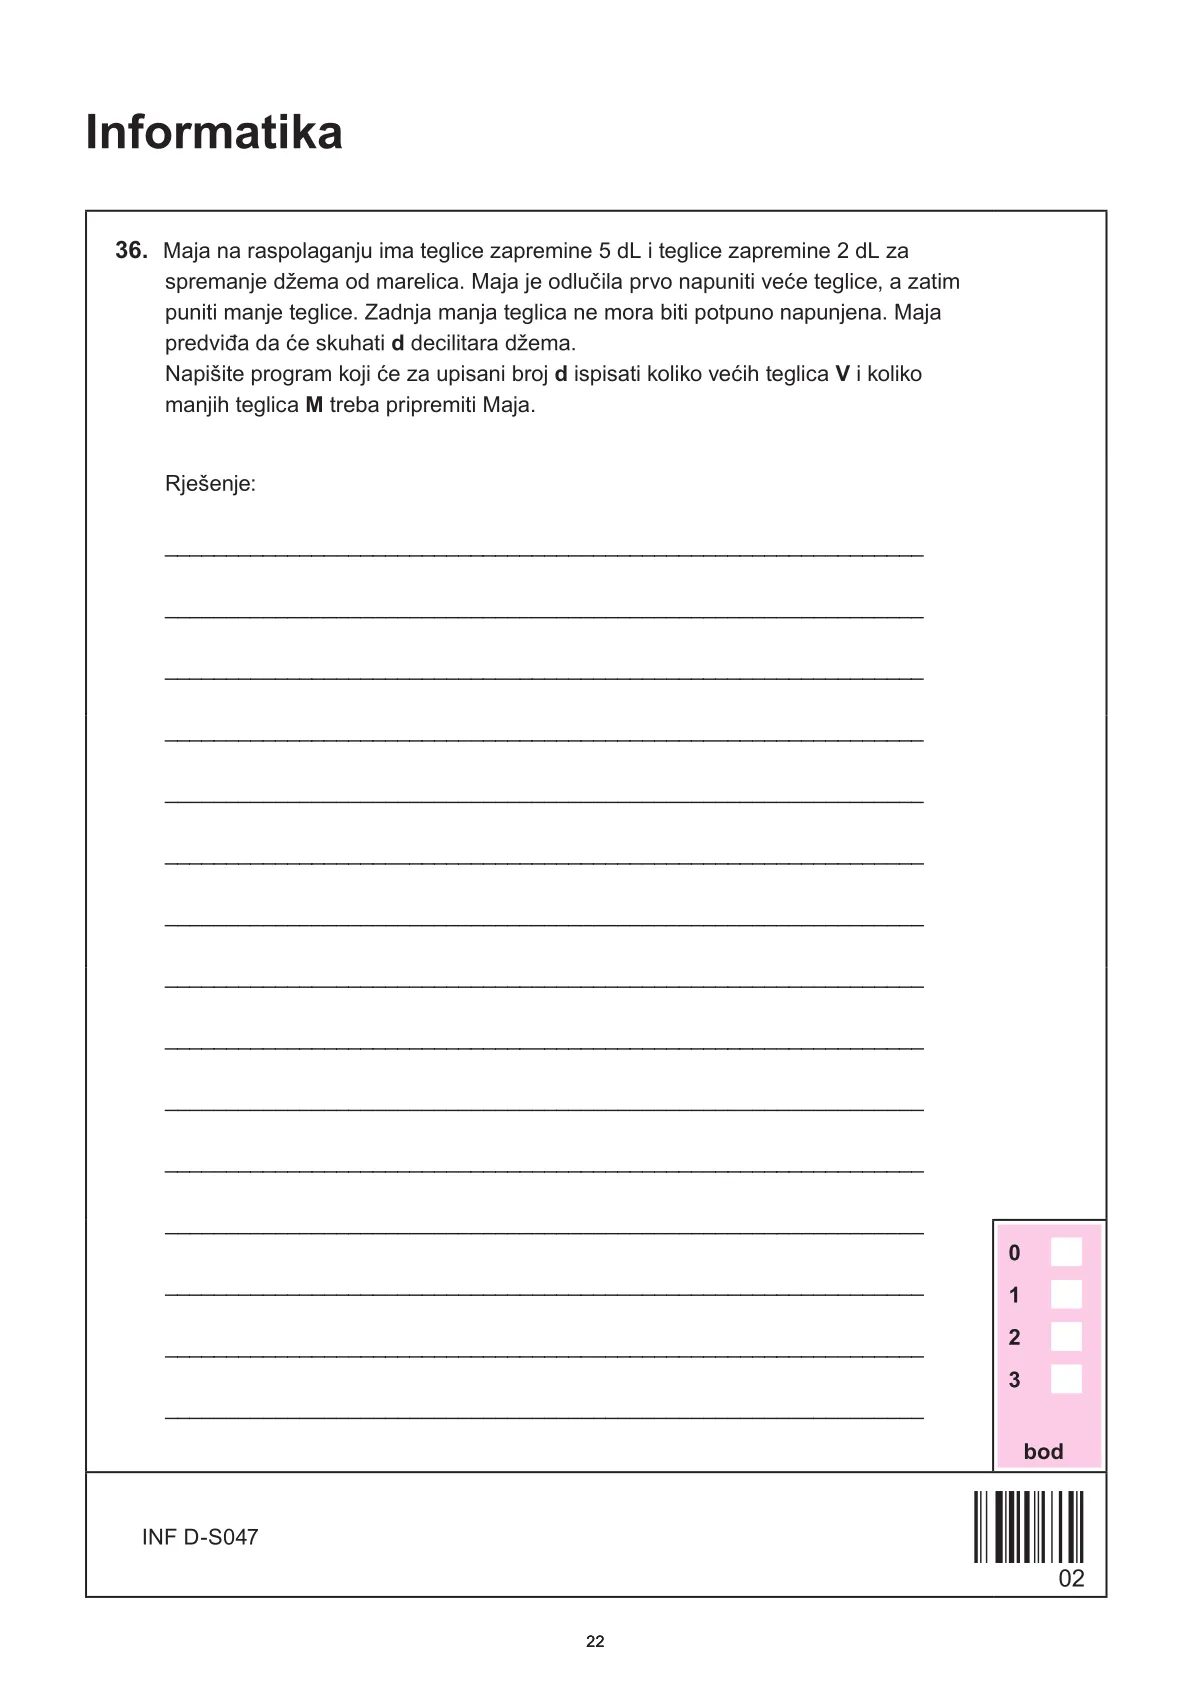 Informatika
36. Maja na raspolaganju ima teglice zapremine 5 dL i teglice zapremine 2 dL za
spremanje džema od marelica. Maja je odlučila prvo napuniti veće teglice, a zatim
puniti manje teglice. Zadnja manja teglica ne mora biti potpuno napunjena. Maja
predviđa da će skuhati d decilitara džema.
Napišite program koji će za upisani broj d ispisati koliko većih teglica V i koliko
manjih teglica M treba pripremiti Maja.
Rješenje:
0
1
2
3
bod
INF D-S047
02
22